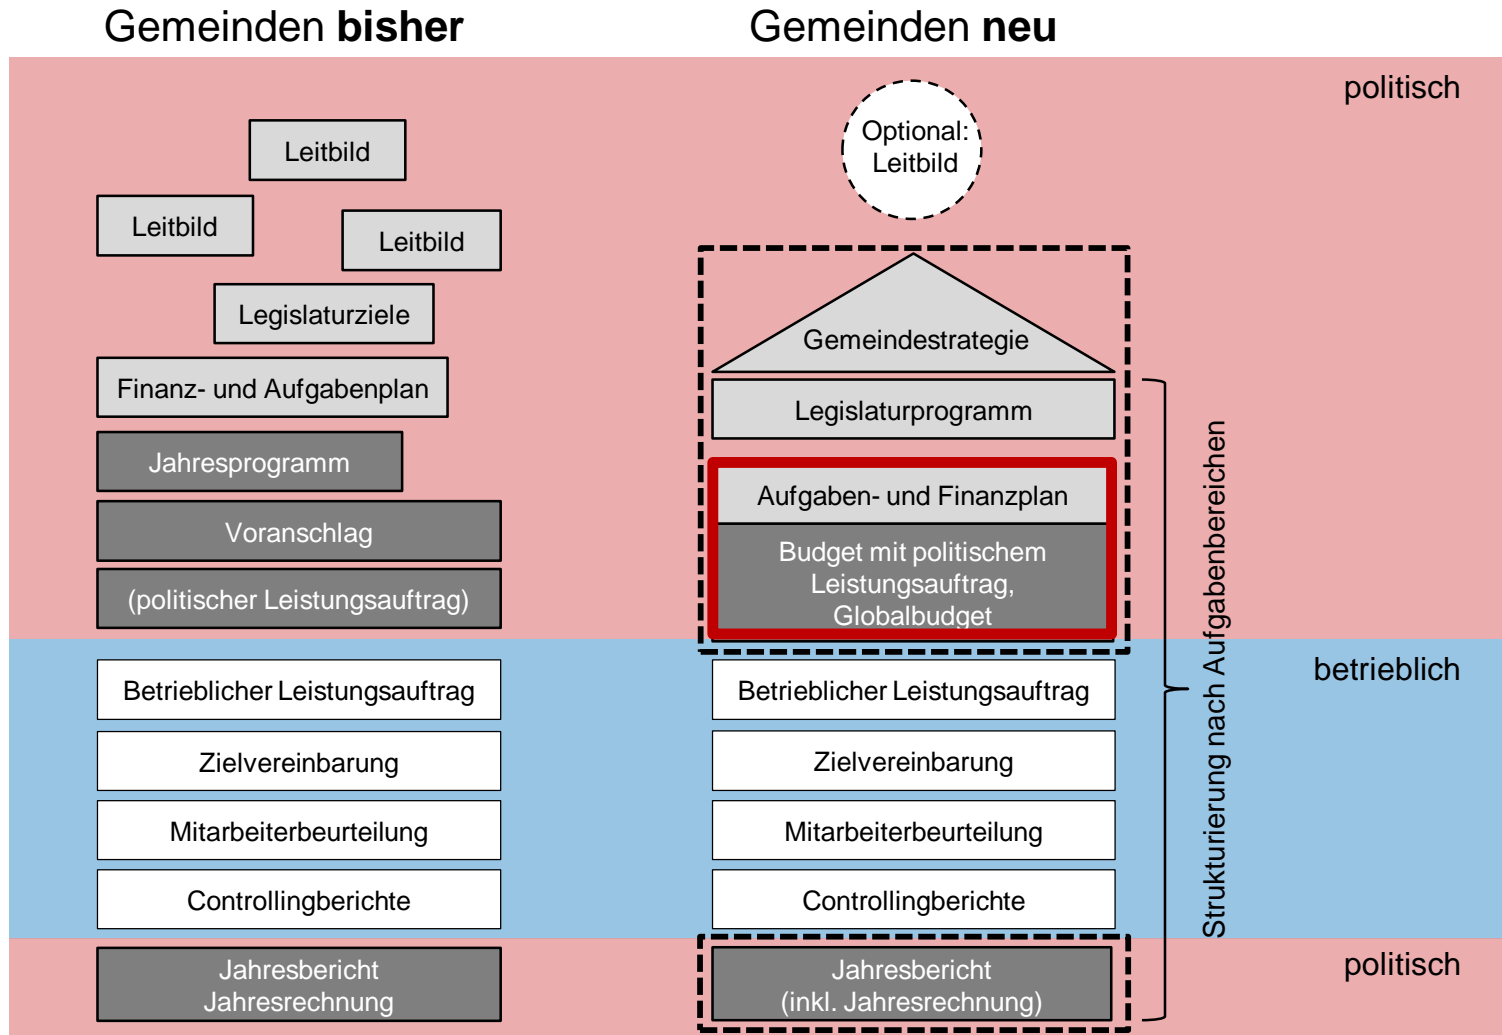 Gemeinden bisher
Gemeinden neu
politisch
Leitbild
Leitbild
Leitbild
Legislaturziele
Finanz- und Aufgabenplan
Jahresprogramm
Voranschlag
(politischer Leistungsauftrag)
Betrieblicher Leistungsauftrag
Zielvereinbarung
Mitarbeiterbeurteilung
Controllingberichte
Jahresbericht
Jahresrechnung
Optional:
Leitbild
Gemeindestrategie
Legislaturprogramm
Aufgaben- und Finanzplan
Budget mit politischem
Leistungsauftrag,
Globalbudget
Betrieblicher Leistungsauftrag
Zielvereinbarung
Mitarbeiterbeurteilung
Controllingberichte
Jahresbericht
(inkl. Jahresrechnung)
Strukturierung nach Aufgabenbereichen
betrieblich
politisch